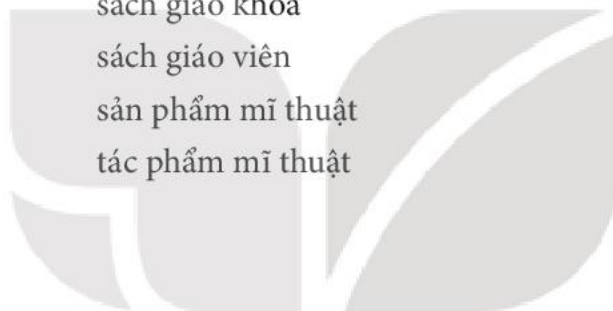 sách giáo khoa
sách giáo viên
sản phẩm mĩ thuật
tác phẩm mĩ thuật